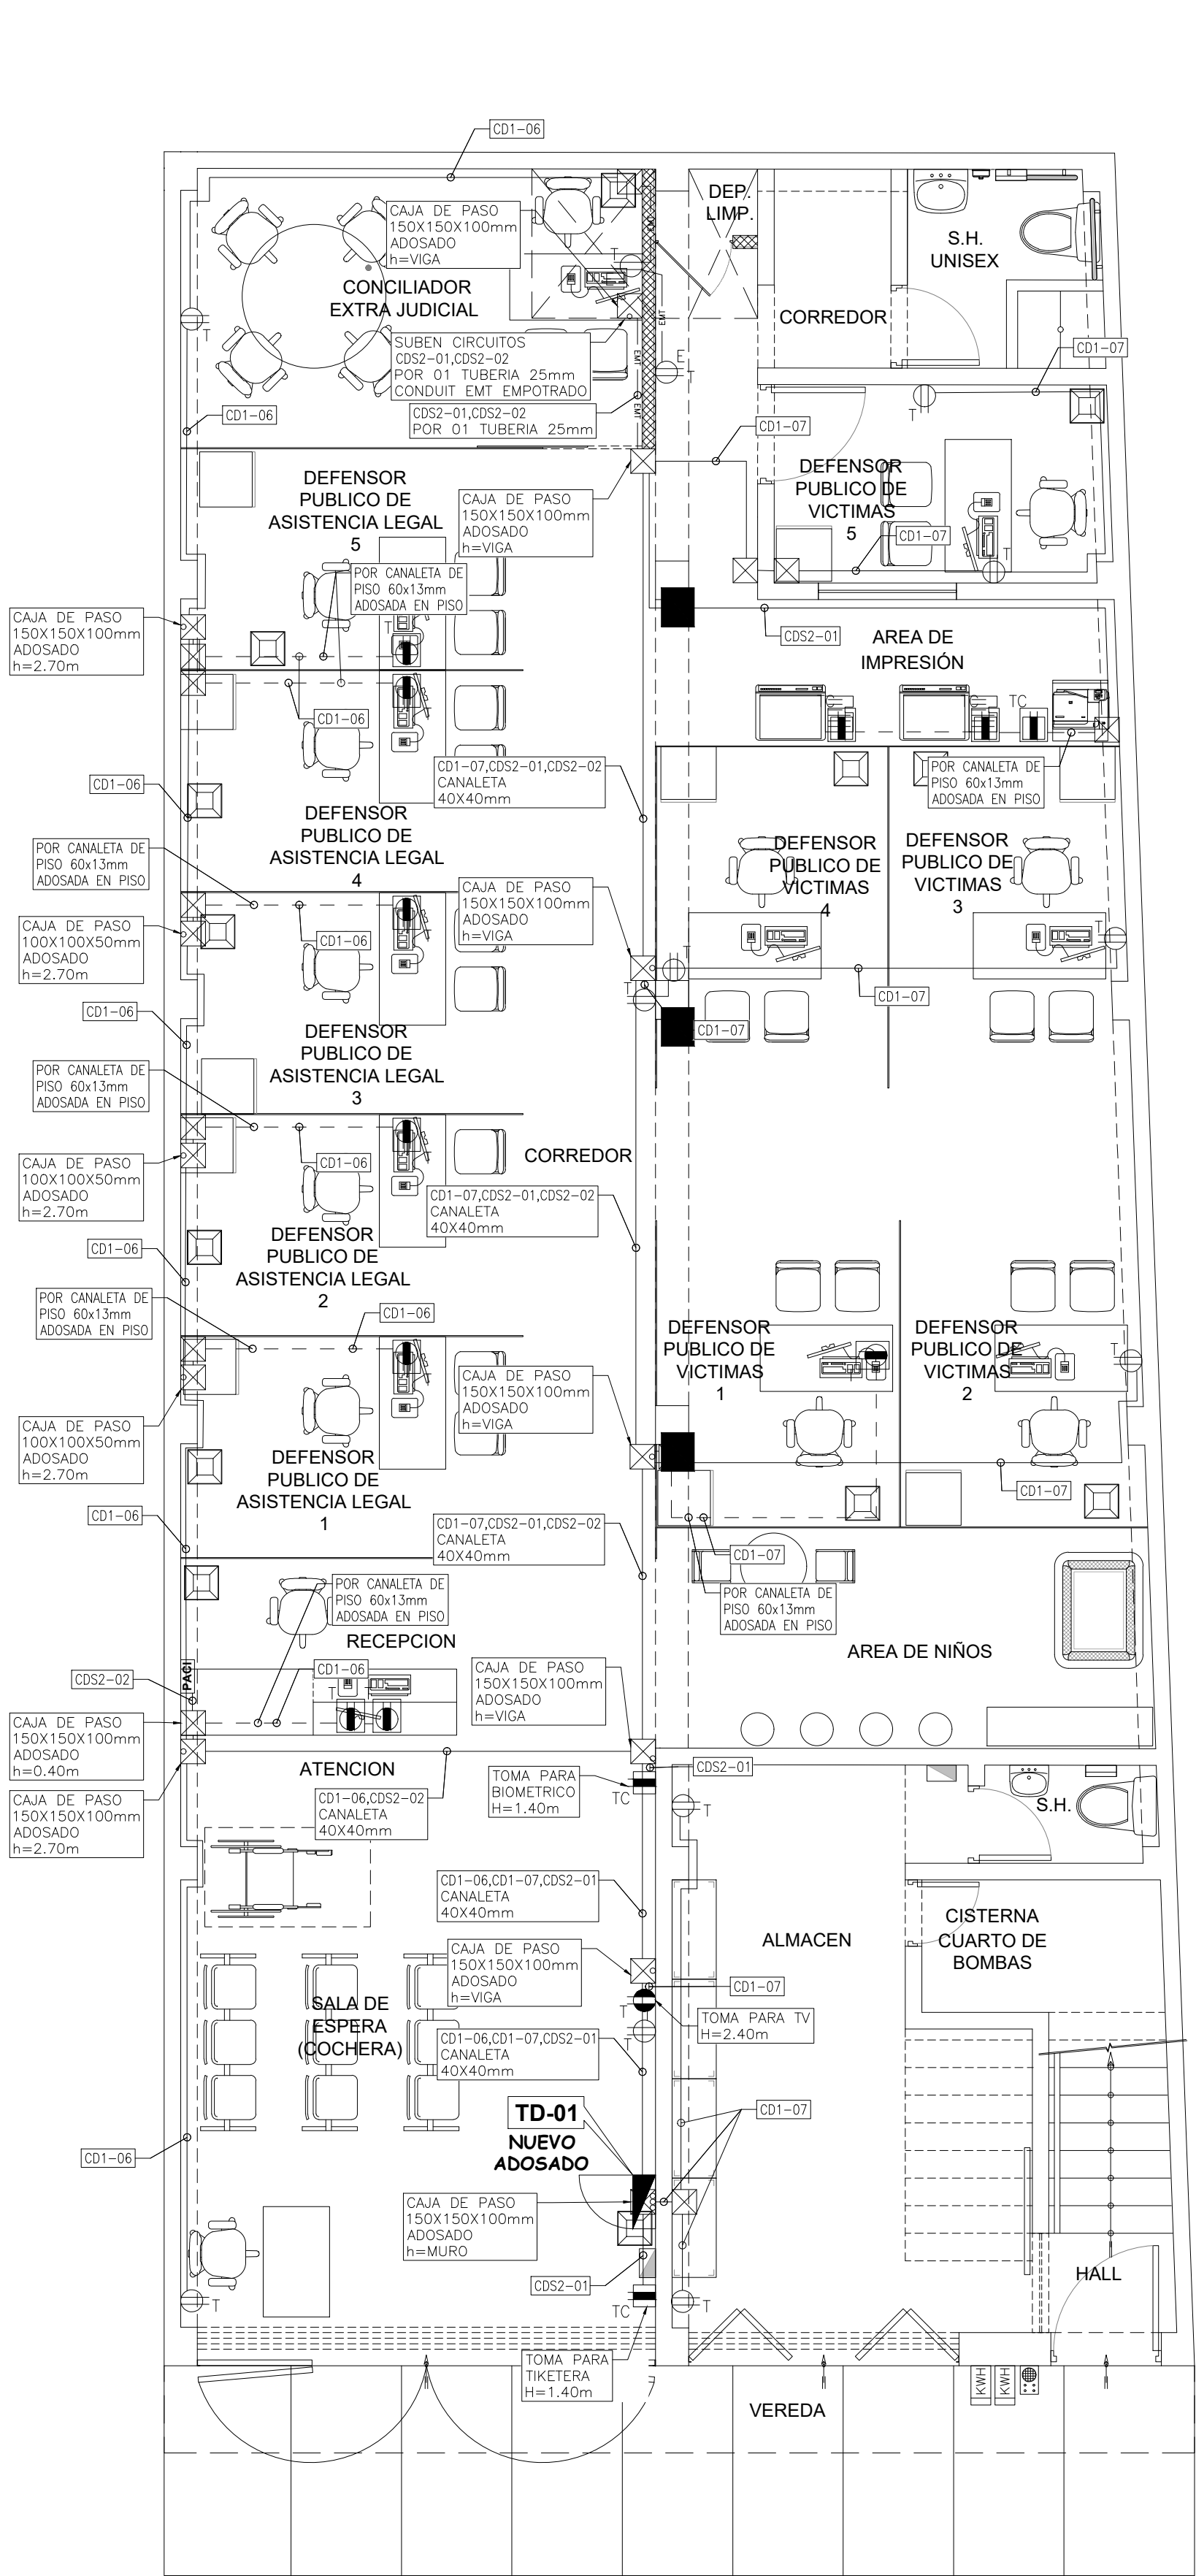 CD1-06
DEP.
LIMP.
CAJA DE PASO
150X150X100mm
ADOSADO
h=VIGA
S.H.
UNISEX
T
CONCILIADOR
EXTRA JUDICIAL
T
EMT
CORREDOR
SUBEN CIRCUITOS
CDS2-01,CDS2-02
POR 01 TUBERIA 25mm
CONDUIT EMT EMPOTRADO
EMT
E
T
CD1-07
CDS2-01,CDS2-02
POR 01 TUBERIA 25mm
EMT
CD1-06
T
CD1-07
DEFENSOR
PUBLICO DE
ASISTENCIA LEGAL
5
DEFENSOR
PUBLICO DE
VICTIMAS
5
CAJA DE PASO
150X150X100mm
ADOSADO
h=VIGA
CD1-07
T
POR CANALETA DE
PISO 60x13mm
ADOSADA EN PISO
T
CAJA DE PASO
150X150X100mm
ADOSADO
h=2.70m
CDS2-01
AREA DE
IMPRESIÓN
T
CD1-06
TC
CD1-07,CDS2-01,CDS2-02
CANALETA
40X40mm
POR CANALETA DE
PISO 60x13mm
ADOSADA EN PISO
CD1-06
DEFENSOR
PUBLICO DE
ASISTENCIA LEGAL
4
POR CANALETA DE
PISO 60x13mm
ADOSADA EN PISO
DEFENSOR
PUBLICO DE
VICTIMAS
4
DEFENSOR
PUBLICO DE
VICTIMAS
3
CAJA DE PASO
150X150X100mm
ADOSADO
h=VIGA
CAJA DE PASO
100X100X50mm
ADOSADO
h=2.70m
CD1-06
T
T
T
CD1-07
CD1-06
CD1-07
DEFENSOR
PUBLICO DE
ASISTENCIA LEGAL
3
POR CANALETA DE
PISO 60x13mm
ADOSADA EN PISO
CORREDOR
CAJA DE PASO
100X100X50mm
ADOSADO
h=2.70m
CD1-06
CD1-07,CDS2-01,CDS2-02
CANALETA
40X40mm
CD1-06
DEFENSOR
PUBLICO DE
ASISTENCIA LEGAL
2
POR CANALETA DE
PISO 60x13mm
ADOSADA EN PISO
CD1-06
DEFENSOR
PUBLICO DE
VICTIMAS
1
DEFENSOR
PUBLICO DE
VICTIMAS
2
T
T
CAJA DE PASO
150X150X100mm
ADOSADO
h=VIGA
CAJA DE PASO
100X100X50mm
ADOSADO
h=2.70m
DEFENSOR
PUBLICO DE
ASISTENCIA LEGAL
1
CD1-07
CD1-06
CD1-07,CDS2-01,CDS2-02
CANALETA
40X40mm
CD1-07
POR CANALETA DE
PISO 60x13mm
ADOSADA EN PISO
POR CANALETA DE
PISO 60x13mm
ADOSADA EN PISO
RECEPCION
AREA DE NIÑOS
CDS2-02
PACI
CD1-06
T
T
CAJA DE PASO
150X150X100mm
ADOSADO
h=VIGA
CAJA DE PASO
150X150X100mm
ADOSADO
h=0.40m
ATENCION
CDS2-01
TOMA PARA
BIOMETRICO
H=1.40m
TC
T
S.H.
CAJA DE PASO
150X150X100mm
ADOSADO
h=2.70m
CD1-06,CDS2-02
CANALETA
40X40mm
CD1-06,CD1-07,CDS2-01
CANALETA
40X40mm
CISTERNA
CUARTO DE
BOMBAS
ALMACEN
CAJA DE PASO
150X150X100mm
ADOSADO
h=VIGA
CD1-07
SALA DE
ESPERA
(COCHERA)
T
T
TOMA PARA TV
H=2.40m
CD1-06,CD1-07,CDS2-01
CANALETA
40X40mm
TD-01
NUEVO
ADOSADO
CD1-07
CD1-06
CAJA DE PASO
150X150X100mm
ADOSADO
h=MURO
CDS2-01
HALL
T
TC
T
TOMA PARA
TIKETERA
H=1.40m
KWH
KWH
VEREDA